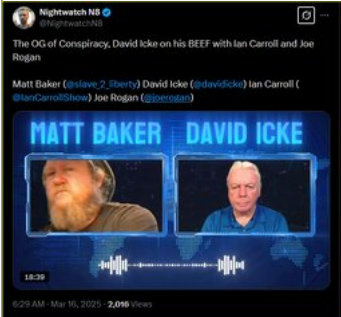 Nightwatch N8
@NightwatchN8
The OG of Conspiracy, David Icke on his BEEF with Ian Carroll and Joe
Rogan
Matt Baker (@slave_2_liberty) David Icke (@davidicke) Ian Carroll (
@IanCarrollShow) Joe Rogan (@joerogan)
MATT BAKER DAVID ICKE
18:39
6:29 AM · Mar 16, 2025 · 2,016 Views